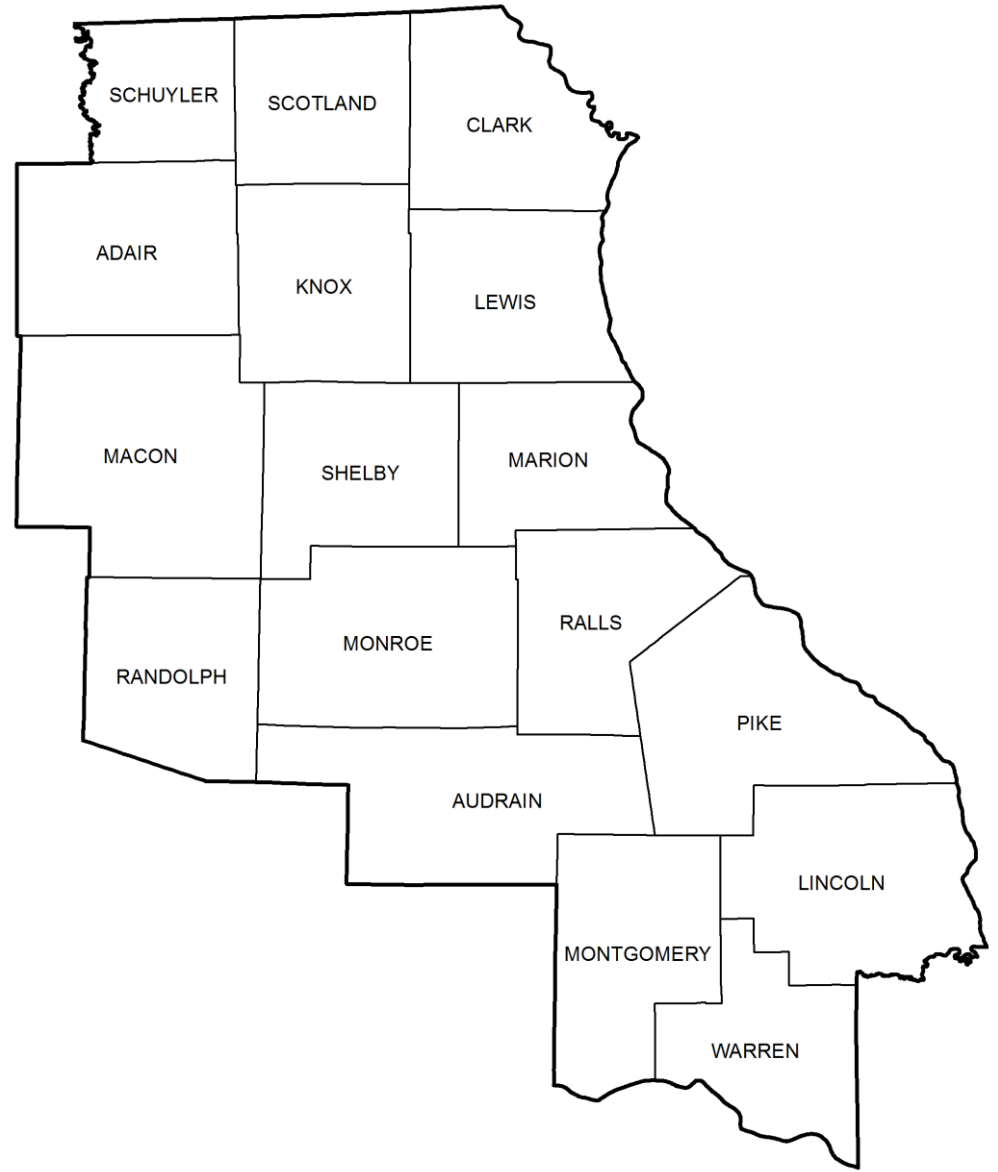 SCHUYLER
SCOTLAND
CLARK
ADAIR
KNOX
LEWIS
MACON
SHELBY
MARION
RANDOLPH
MONROE
RALLS
PIKE
AUDRAIN
LINCOLN
MONTGOMERY
WARREN